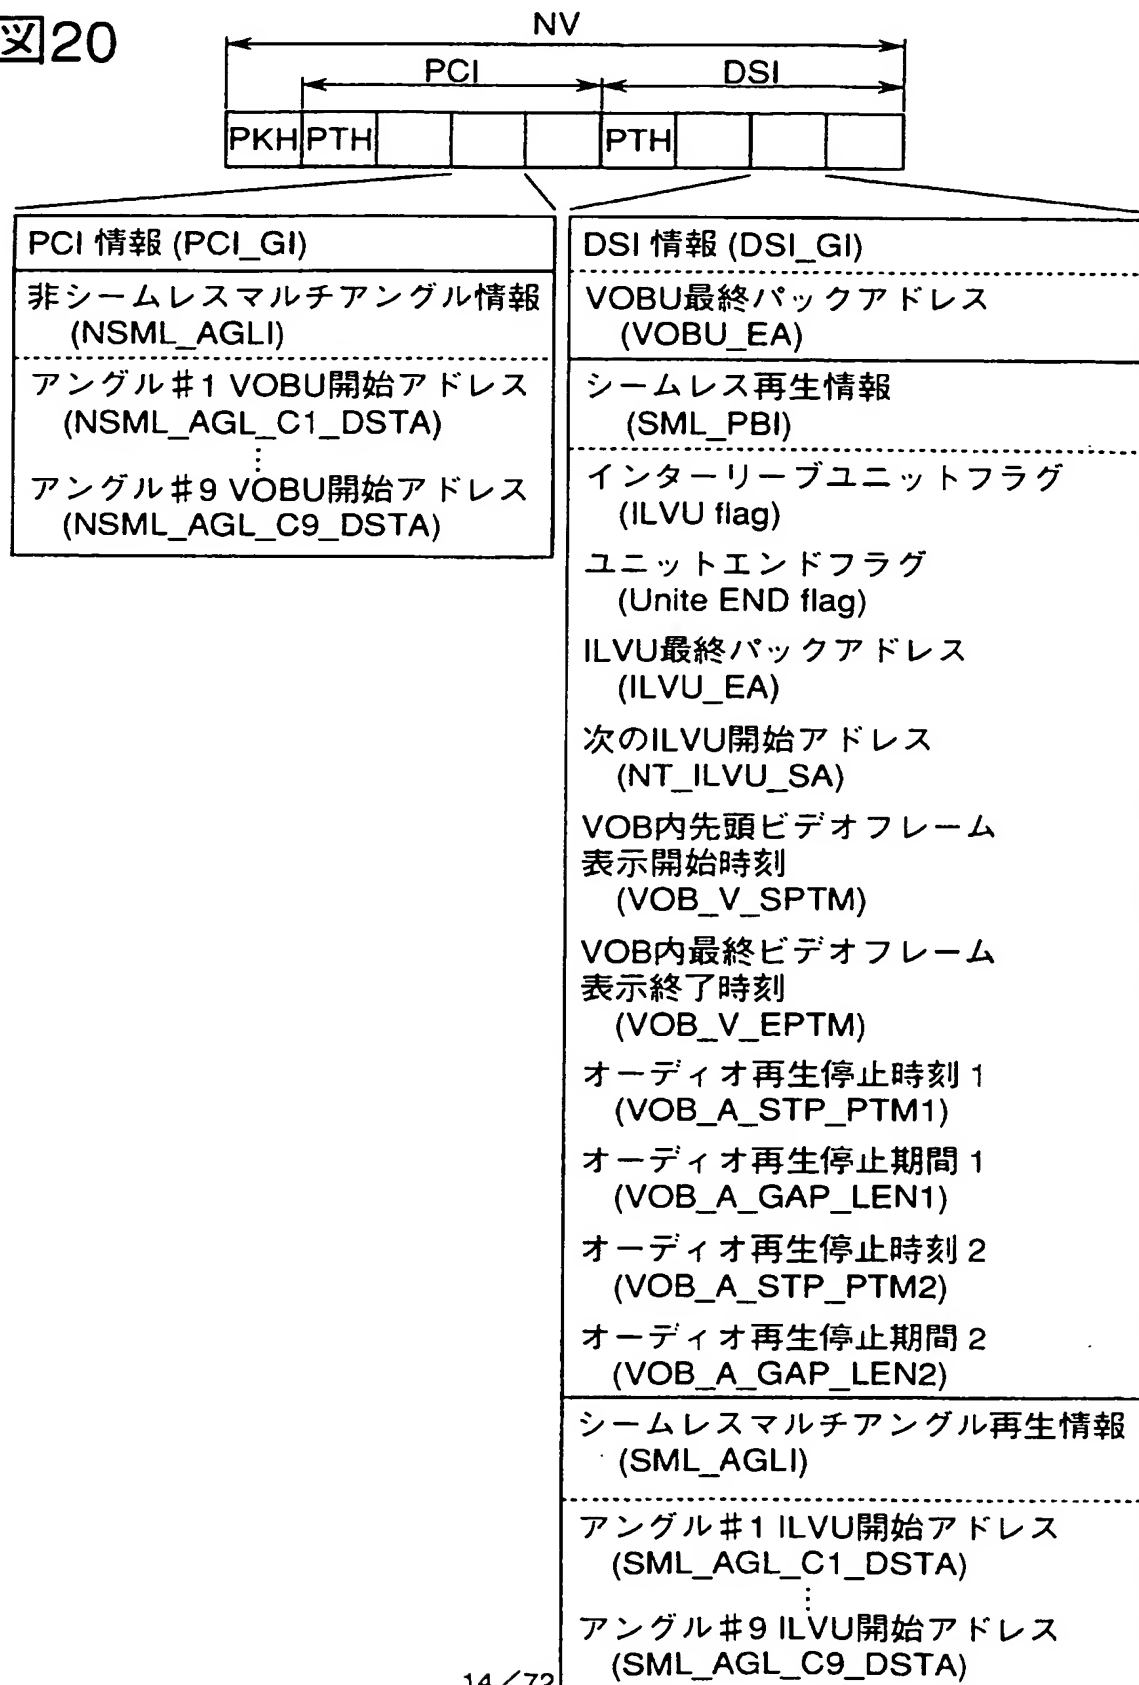 図20
NV
PCI DSI
PKH PTH PTH
PCI 情報 (PCI_GI)
非シームレスマルチアングル情報
(NSML_AGLI)
アングル#1 VOBU開始アドレス
(NSML_AGL_C1_DSTA)
⋮
アングル#9 VOBU開始アドレス
(NSML_AGL_C9_DSTA)
DSI 情報 (DSI_GI)
VOBU最終パックアドレス
(VOBU_EA)
シームレス再生情報
(SML_PBI)
インターリーブユニットフラグ
(ILVU flag)
ユニットエンドフラグ
(Unite END flag)
ILVU最終パックアドレス
(ILVU_EA)
次のILVU開始アドレス
(NT_ILVU_SA)
VOB内先頭ビデオフレーム
表示開始時刻
(VOB_V_SPTM)
VOB内最終ビデオフレーム
表示終了時刻
(VOB_V_EPTM)
オーディオ再生停止時刻 1
(VOB_A_STP_PTM1)
オーディオ再生停止期間 1
(VOB_A_GAP_LEN1)
オーディオ再生停止時刻 2
(VOB_A_STP_PTM2)
オーディオ再生停止期間 2
(VOB_A_GAP_LEN2)
シームレスマルチアングル再生情報
(SML_AGLI)
アングル#1 ILVU開始アドレス
(SML_AGL_C1_DSTA)
⋮
アングル#9 ILVU開始アドレス
(SML_AGL_C9_DSTA)
14/72